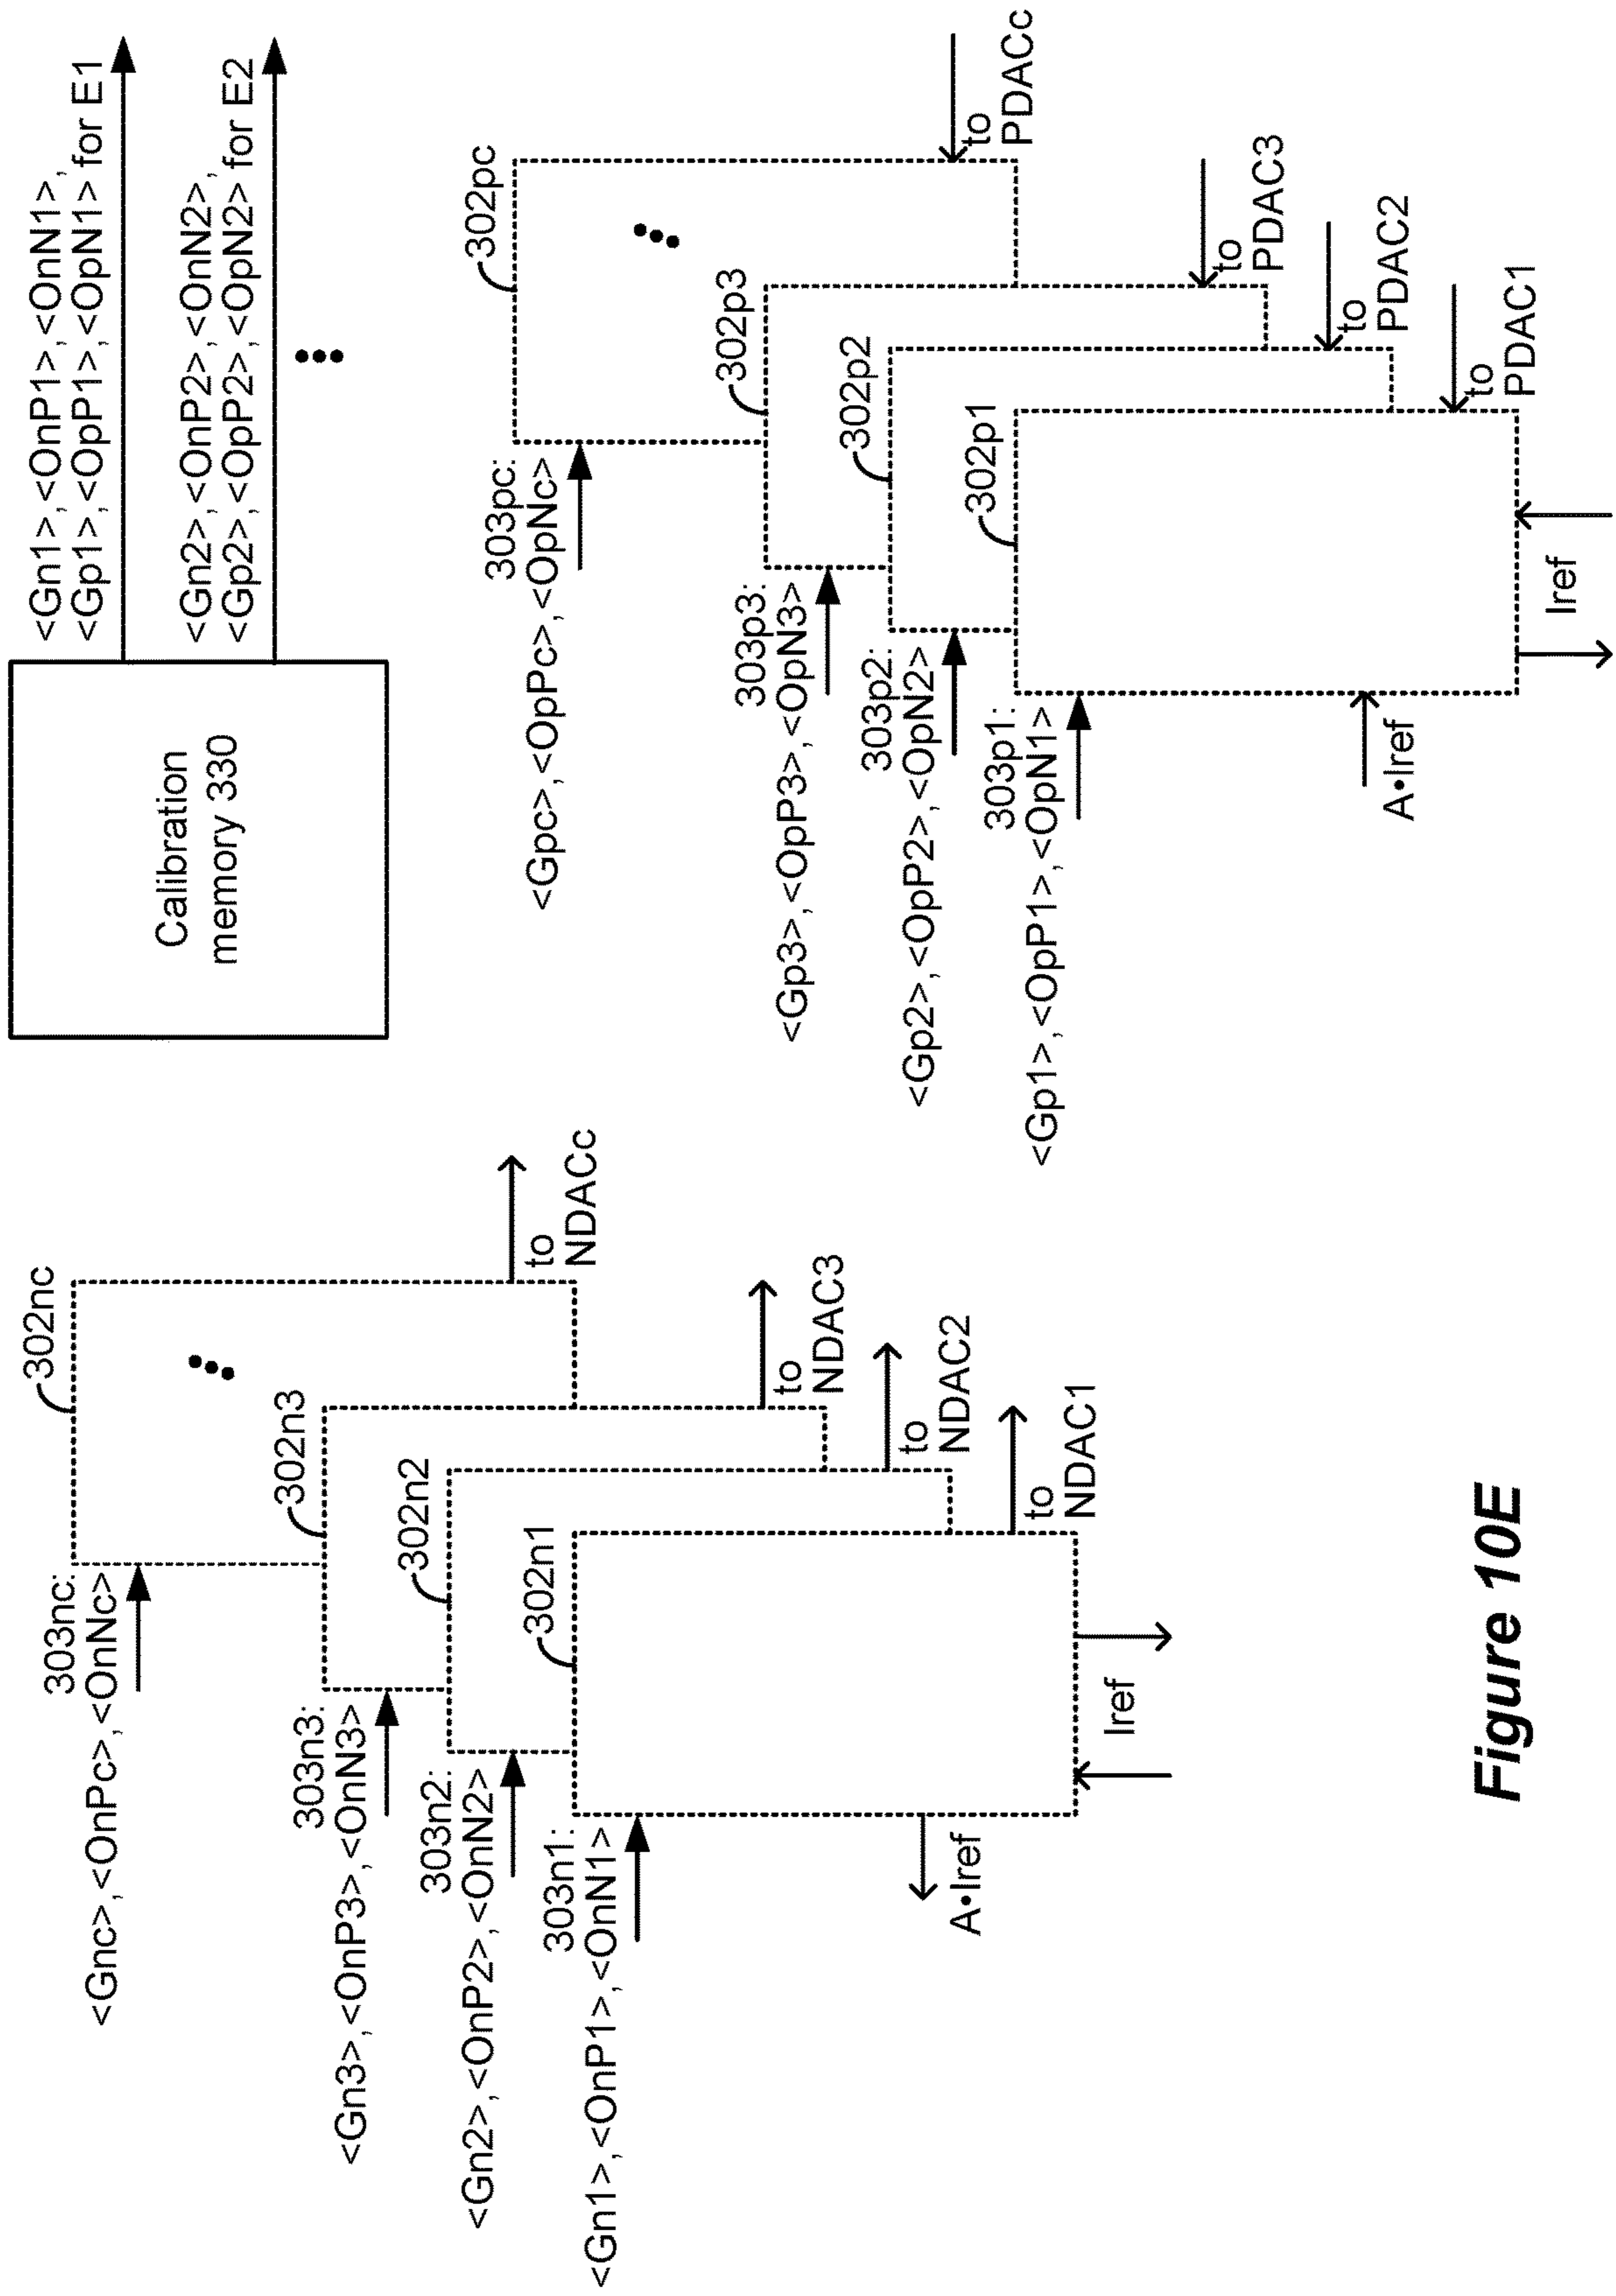 302nc
303nc:
<Gnc>,<OnPc>,<OnNc>
to
NDACc
302n3
303n3:
<Gn3>,<OnP3>,<OnN3>
to
NDAC3
302n2
303n2:
<Gn2>,<OnP2>,<OnN2>
to
NDAC2
302n1
303n1:
<Gn1>,<OnP1>,<OnN1>
to
NDAC1
A•Iref
Iref
Calibration
memory 330
<Gn1>,<OnP1>,<OnN1>,
<Gp1>,<OpP1>,<OpN1> for E1
<Gn2>,<OnP2>,<OnN2>,
<Gp2>,<OpP2>,<OpN2> for E2
302pc
303pc:
<Gpc>,<OpPc>,<OpNc>
to
PDACc
302p3
303p3:
<Gp3>,<OpP3>,<OpN3>
to
PDAC3
302p2
303p2:
<Gp2>,<OpP2>,<OpN2>
to
PDAC2
302p1
303p1:
<Gp1>,<OpP1>,<OpN1>
to
PDAC1
A•Iref
Iref
Figure 10E